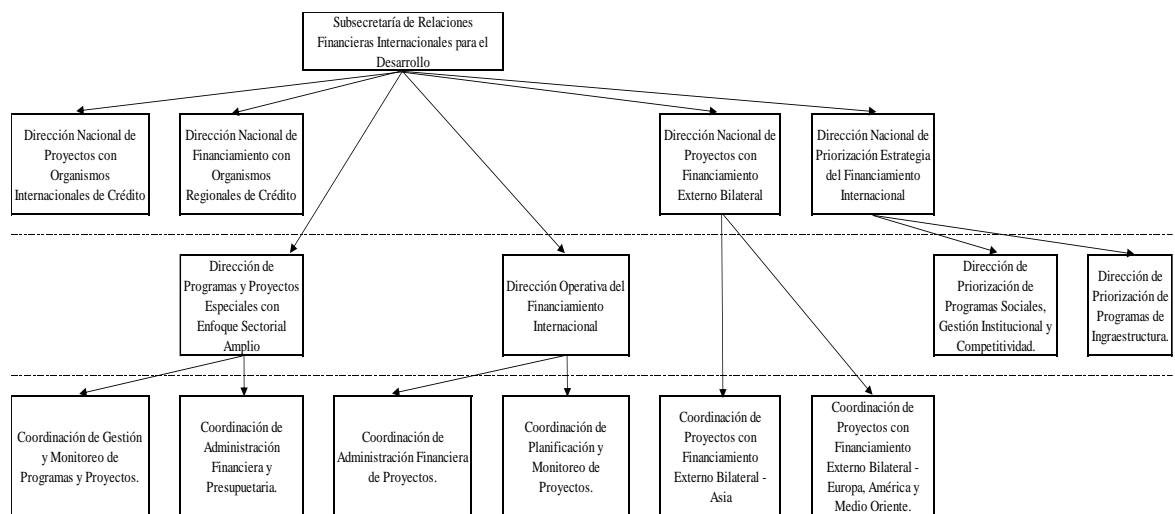 Subsecretaría de Relaciones
Financieras Internacionales para el
Desarrollo
Dirección Nacional de
Proyectos con
Organismos
Internacionales de Crédito
Dirección Nacional de
Financiamiento con
Organismos
Regionales de Crédito
Dirección Nacional de
Proyectos con
Financiamiento
Externo Bilateral
Dirección Nacional de
Priorización Estrategia
del Financiamiento
Internacional
Dirección de
Programas y Proyectos
Especiales con
Enfoque Sectorial
Amplio
Dirección Operativa del
Financiamiento
Internacional
Dirección de
Priorización de
Programas Sociales,
Gestión Institucional y
Competitividad.
Dirección de
Priorización de
Programas de
Ingraestructura.
Coordinación de Gestión
y Monitoreo de
Programas y Proyectos.
Coordinación de
Administración
Financiera y
Presupuetaria.
Coordinación de
Administración Financiera
de Proyectos.
Coordinación de
Planificación y
Monitoreo de
Proyectos.
Coordinación de
Proyectos con
Financiamiento
Externo Bilateral -
Asia
Coordinación de
Proyectos con
Financiamiento
Externo Bilateral -
Europa, América y
Medio Oriente.